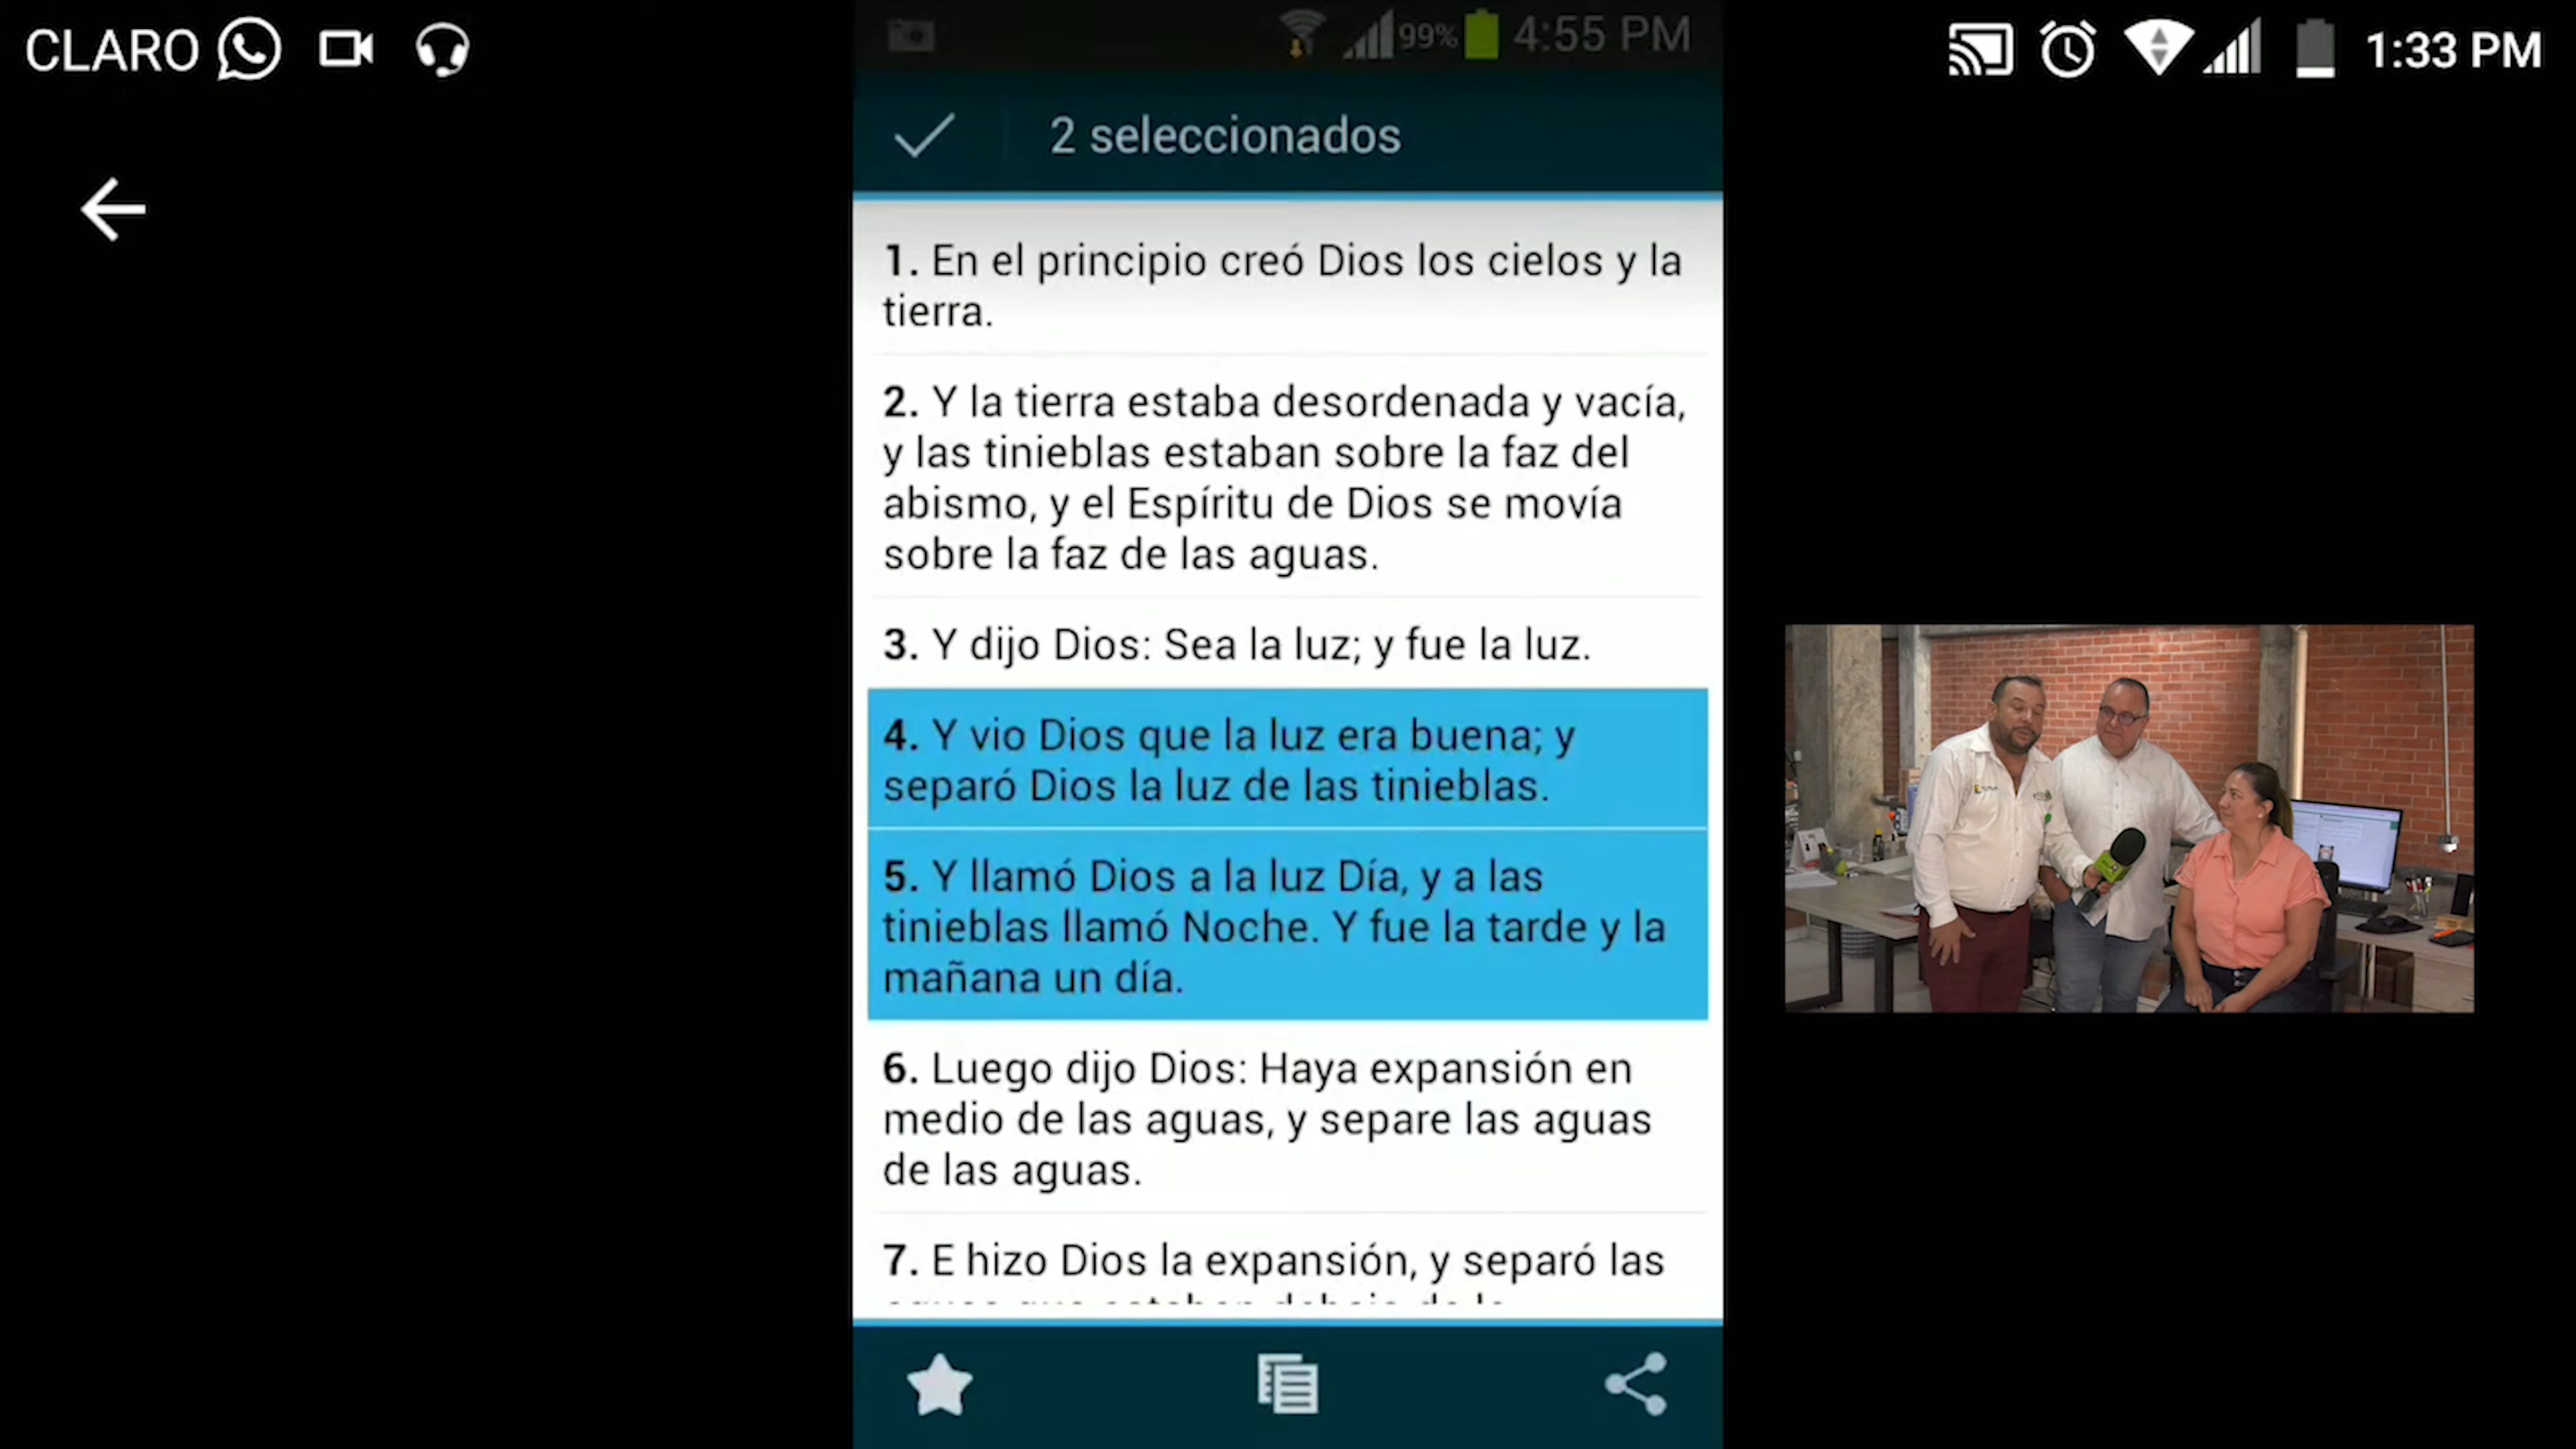 CLARO
1:33 PM
99%
4:55 PM
2 seleccionados
1. En el principio creó Dios los cielos y la
tierra.
2. Y la tierra estaba desordenada y vacía,
y las tinieblas estaban sobre la faz del
abismo, y el Espíritu de Dios se movía
sobre la faz de las aguas.
3. Y dijo Dios: Sea la luz; y fue la luz.
4. Y vio Dios que la luz era buena; y
separó Dios la luz de las tinieblas.
5. Y llamó Dios a la luz Día, y a las
tinieblas llamó Noche. Y fue la tarde y la
mañana un día.
6. Luego dijo Dios: Haya expansión en
medio de las aguas, y separe las aguas
de las aguas.
7. E hizo Dios la expansión, y separó las